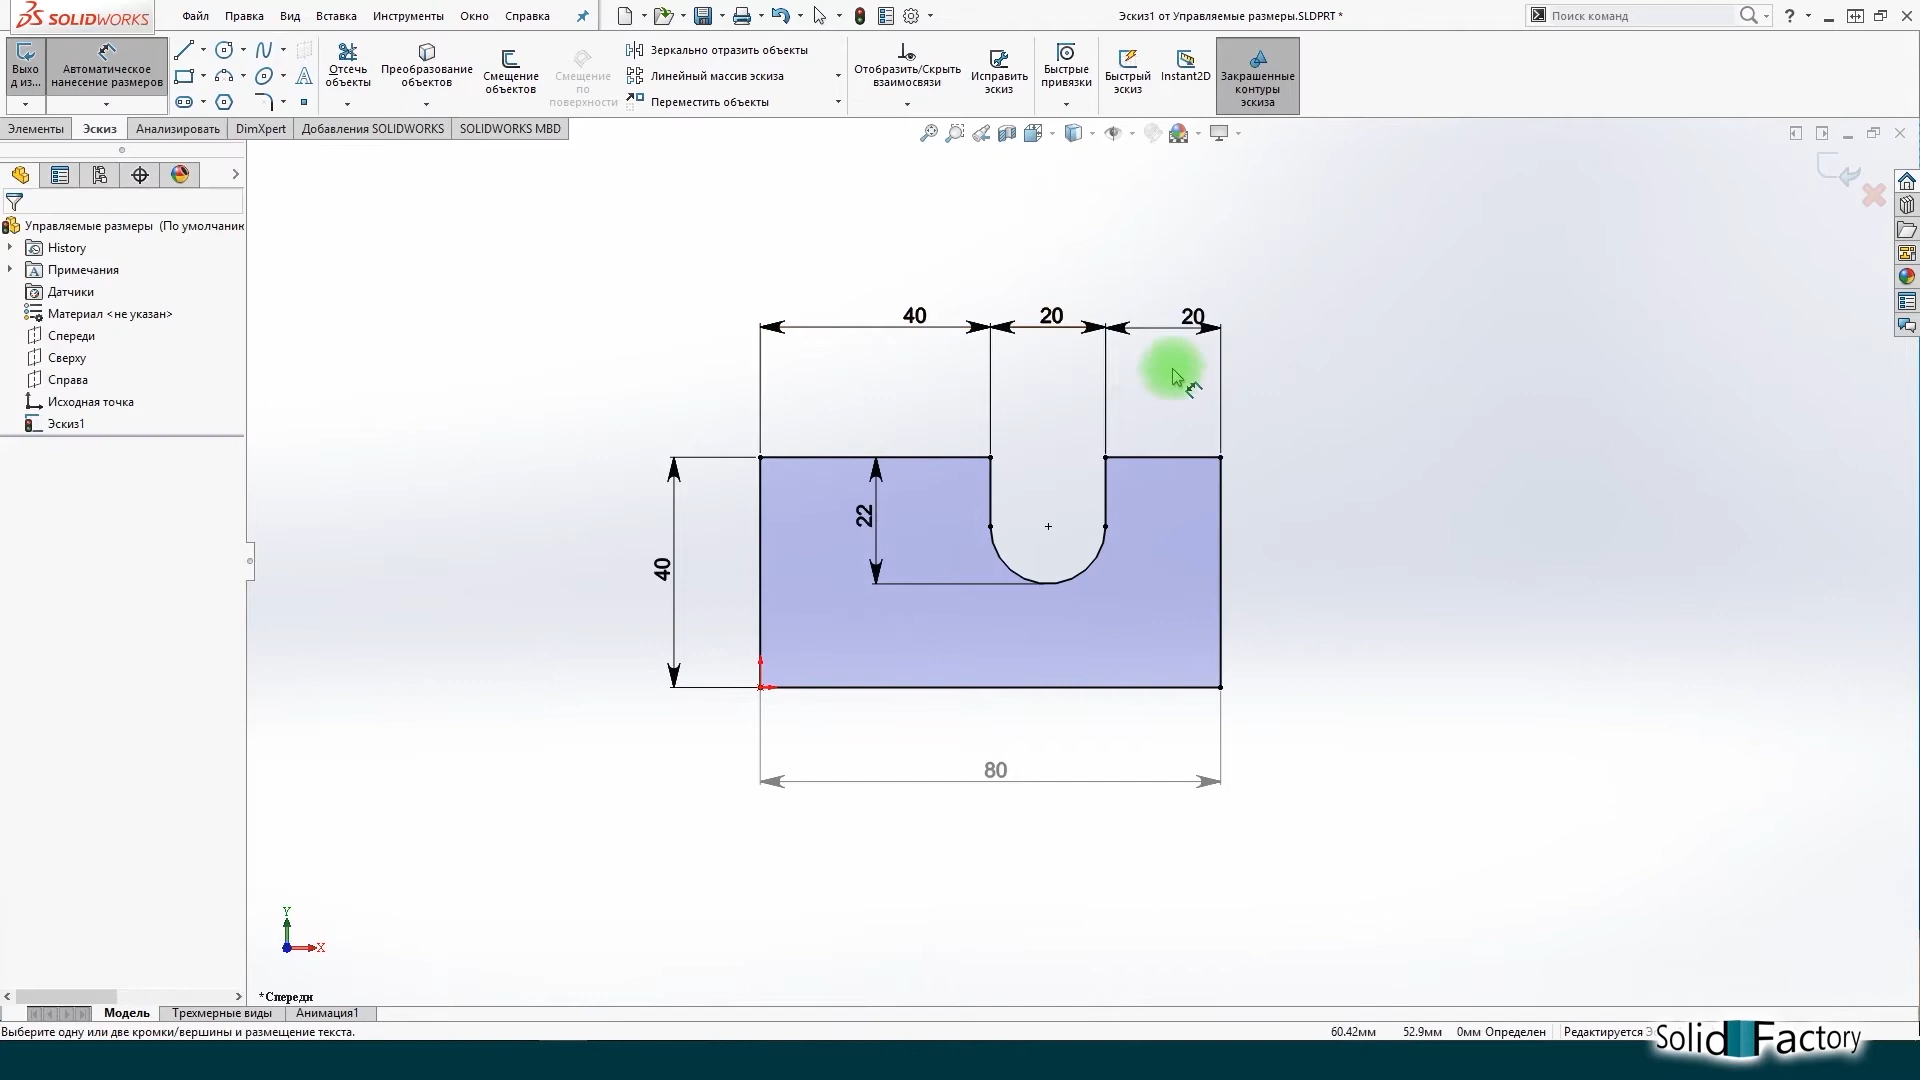 SOLIDWORKS
Файл Правка Вид Вставка Инструменты Окно Справка
Эскиз1 от Управляемые размеры.SLDPRT *
Поиск команд
Выхо
д из...
Автоматическое
нанесение размеров
Отсечь
объекты
Преобразование
объектов
Смещение
объектов
Смещение
по
поверхности
Зеркально отразить объекты
Линейный массив эскиза
Переместить объекты
Отобразить/Скрыть
взаимосвязи
Исправить
эскиз
Быстрые
привязки
Быстрый
эскиз
Instant2D
Закрашенные
контуры
эскиза
Элементы Эскиз Анализировать DimXpert Добавления SOLIDWORKS SOLIDWORKS MBD
Управляемые размеры (По умолчанию
History
Примечания
Датчики
Материал <не указан>
Спереди
Сверху
Справа
Исходная точка
Эскиз1
40 20 20
22
40
80
Y
X
*Спереди
Модель Трехмерные виды Анимация1
Выберите одну или две кромки/вершины и размещение текста.
60.42мм 52.9мм 0мм Определен Редактируется Э
Solid Factory